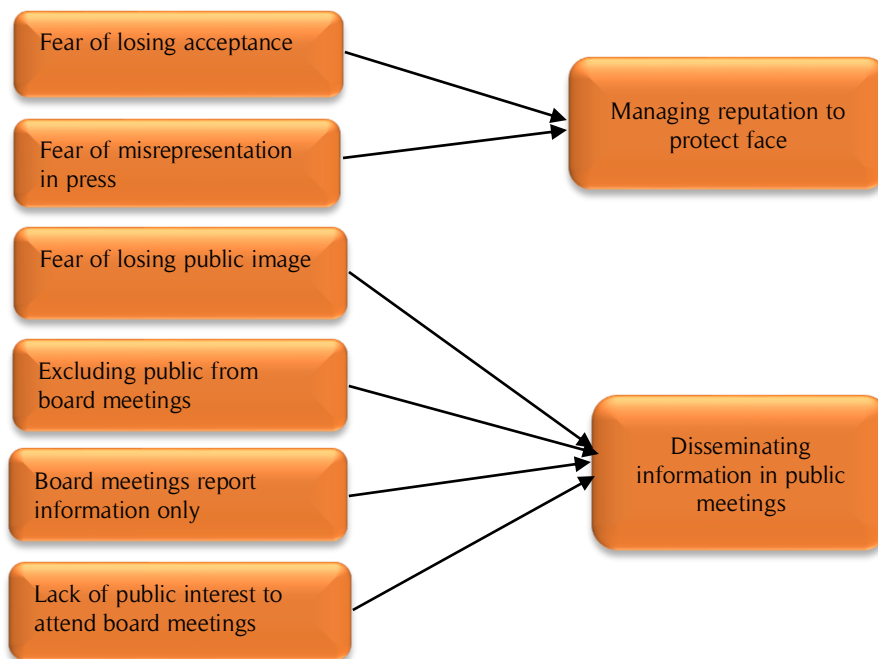 Fear of losing acceptance
Managing reputation to
protect face
Fear of misrepresentation
in press
Fear of losing public image
Excluding public from
board meetings
Disseminating
information in public
meetings
Board meetings report
information only
Lack of public interest to
attend board meetings